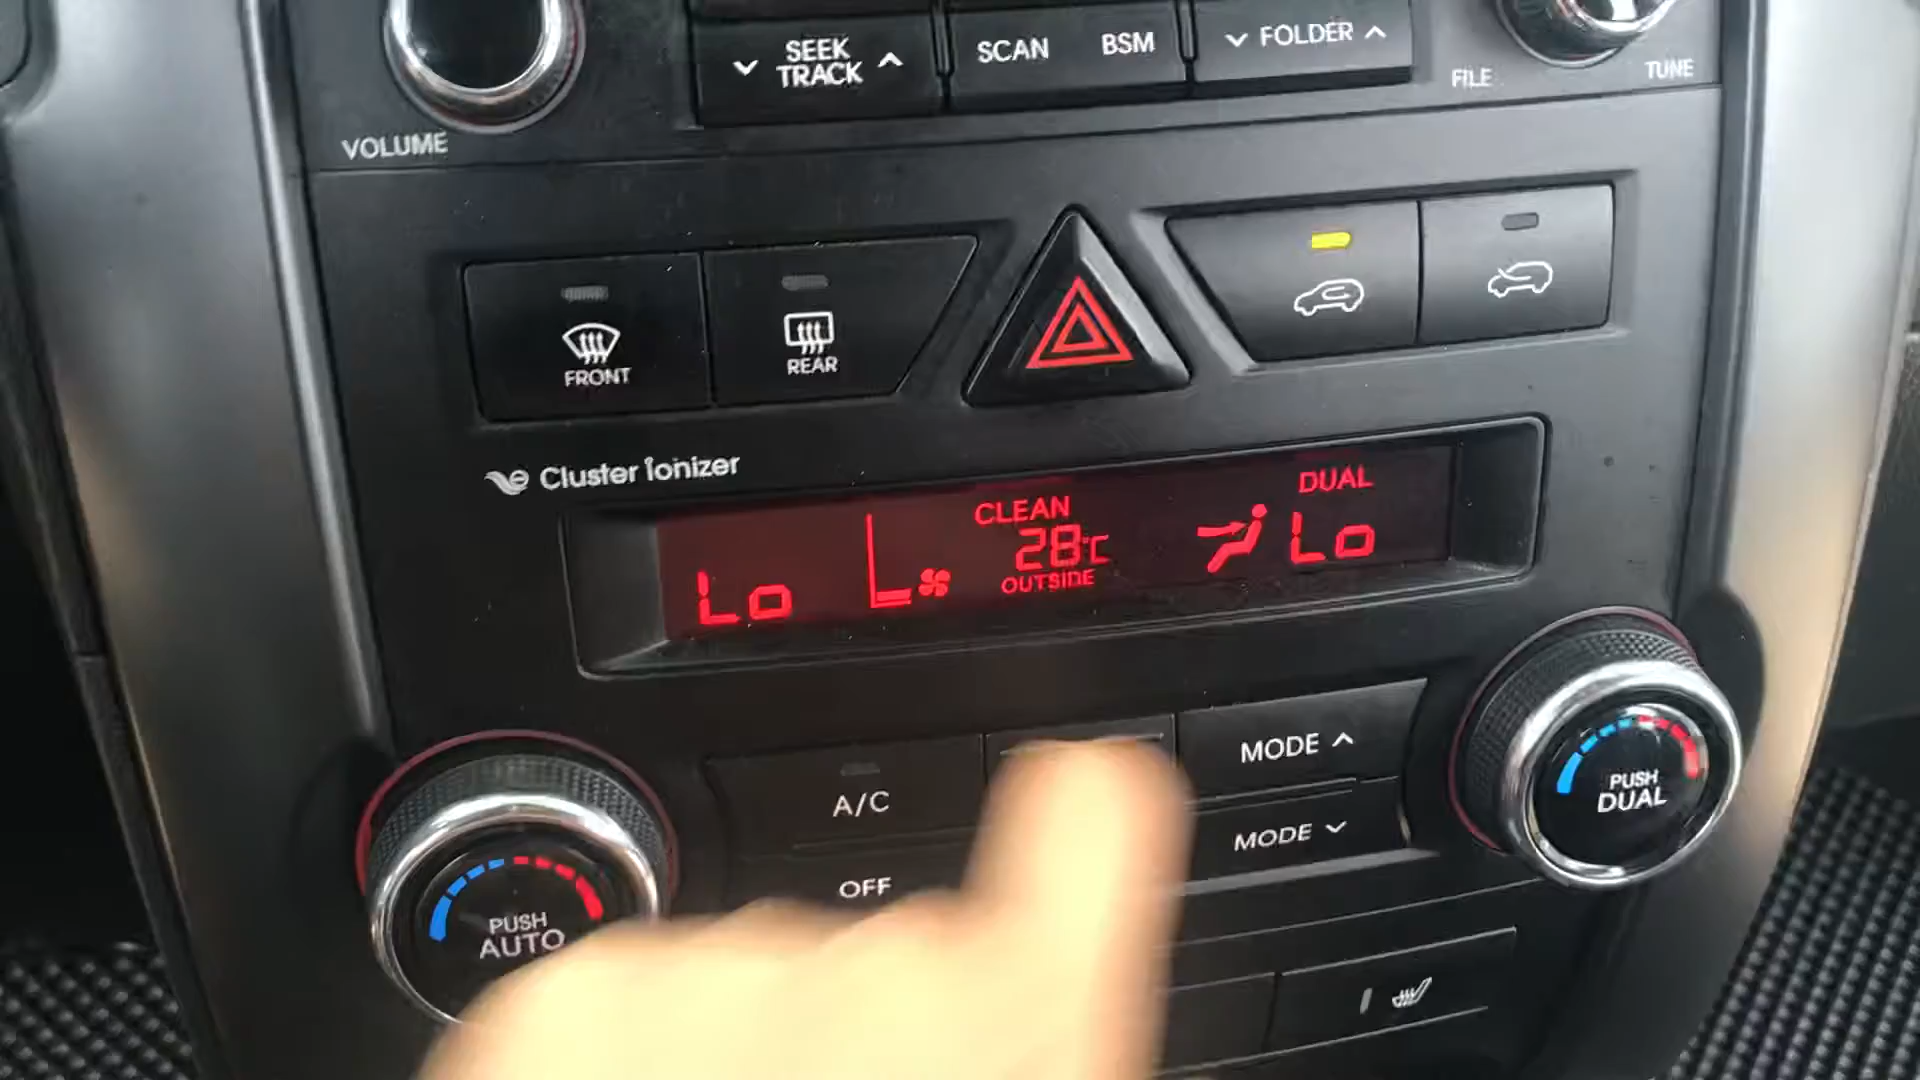 SEEK
TRACK
SCAN
BSM
FOLDER
FILE
TUNE
VOLUME
FRONT
REAR
Cluster ionizer
CLEAN
28°C
OUTSIDE
DUAL
Lo
Lo
A/C
OFF
MODE
MODE
PUSH
AUTO
PUSH
DUAL